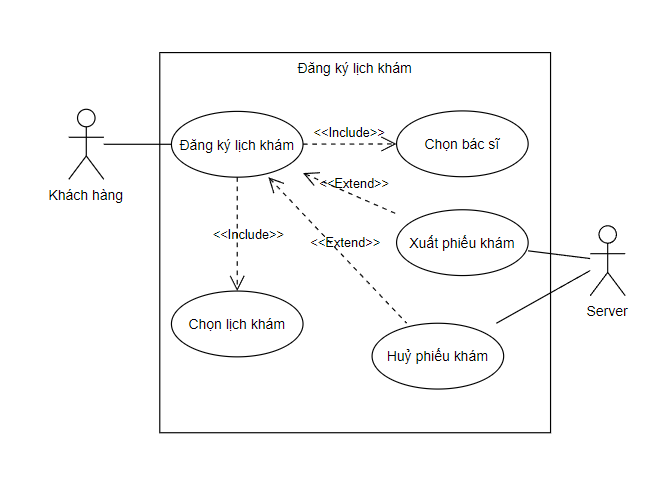 Đăng ký lịch khám
Đăng ký lịch khám
<<Include>>
Chọn bác sĩ
Khách hàng
<<Extend>>
<<Include>>
<<Extend>>
Xuất phiếu khám
Server
Chọn lịch khám
Huỷ phiếu khám